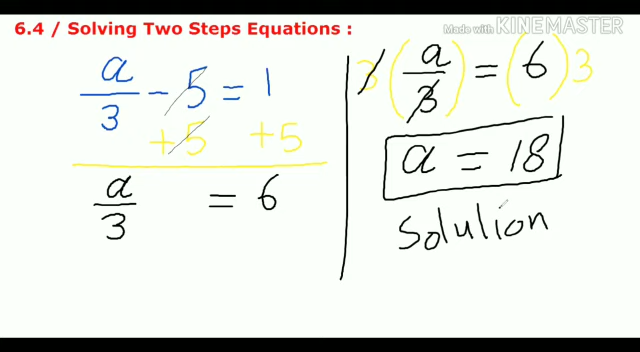 6.4 / Solving Two Steps Equations :
Made with KINEMASTER
a/3 - 5 = 1
+5 +5
a/3 = 6
3 ( a/3 ) = ( 6 ) 3
a = 18
Solulion